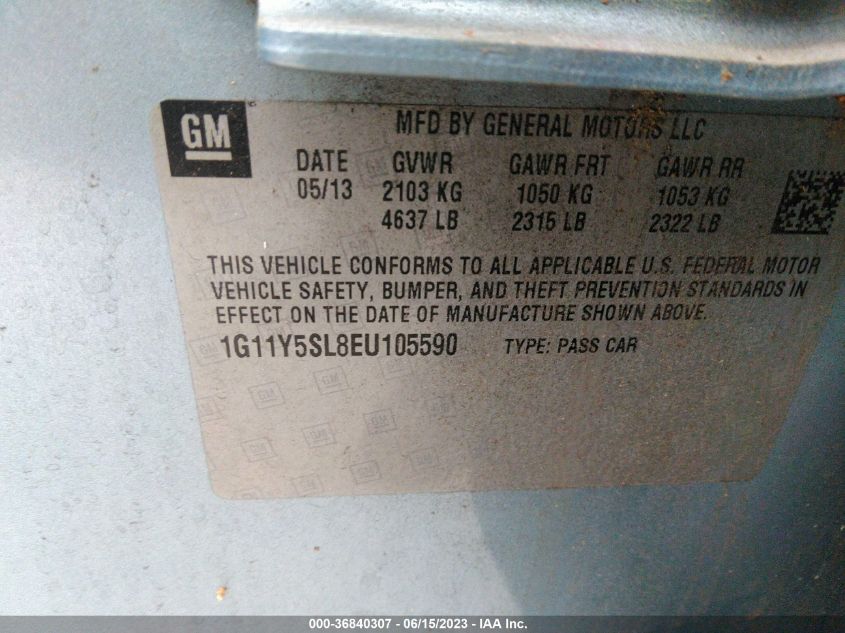 GM
MFD BY GENERAL MOTORS LLC
DATE GVWR GAWR FRT GAWR RR
05/13 2103 KG 1050 KG 1053 KG
4637 LB 2315 LB 2322 LB
THIS VEHICLE CONFORMS TO ALL APPLICABLE U.S. FEDERAL MOTOR
VEHICLE SAFETY, BUMPER, AND THEFT PREVENTION STANDARDS IN
EFFECT ON THE DATE OF MANUFACTURE SHOWN ABOVE.
1G11Y5SL8EU105590 TYPE: PASS CAR
000-36840307 - 06/15/2023 - IAA Inc.